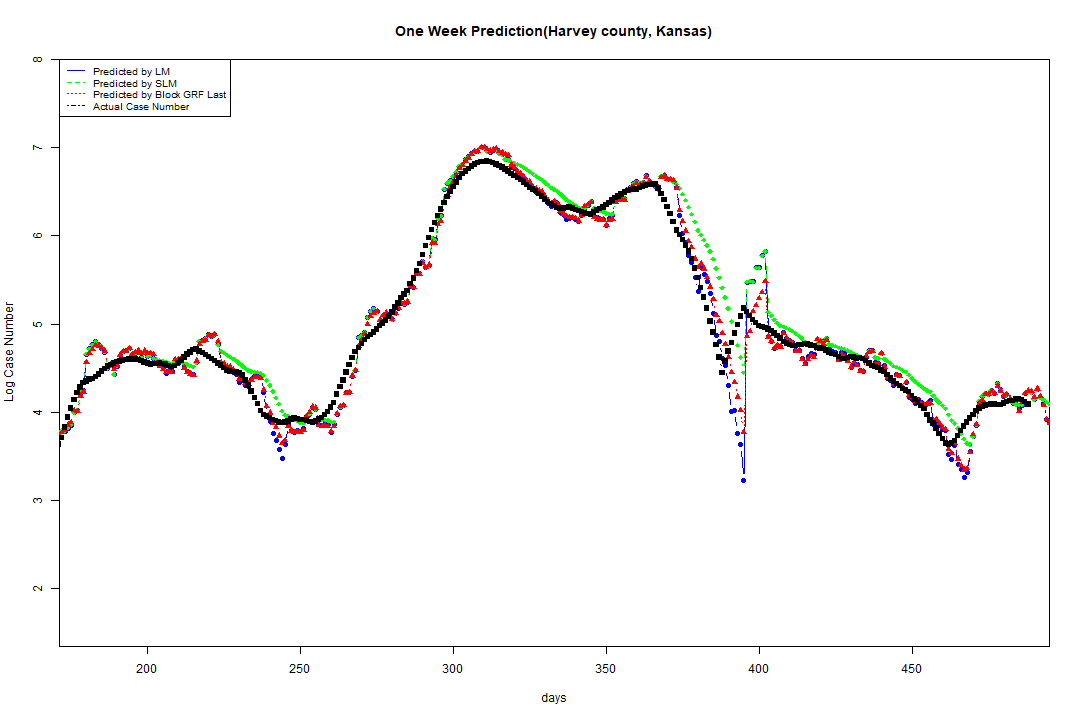 One Week Prediction(Harvey county, Kansas)
Predicted by LM
Predicted by SLM
Predicted by Block GRF Last
Actual Case Number
8
7
6
5
4
3
2
Log Case Number
200 250 300 350 400 450
days